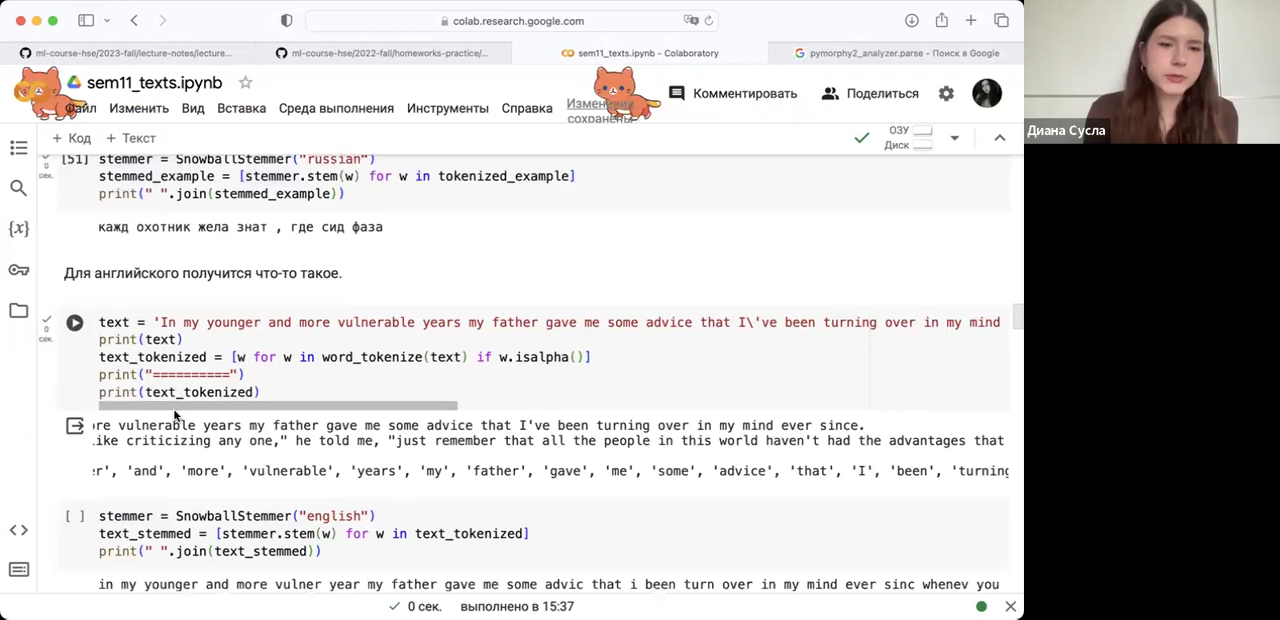 colab.research.google.com
ml-course-hse/2023-fall/lecture-notes/lecture...
ml-course-hse/2022-fall/homeworks-practice/...
sem11_texts.ipynb - Colaboratory
pymorphy2_analyzer.parse - Поиск в Google
sem11_texts.ipynb
Файл Изменить Вид Вставка Среда выполнения Инструменты Справка Изменения сохранены
Комментировать Поделиться
+ Код + Текст
ОЗУ
Диск
[51] stemmer = SnowballStemmer("russian")
stemmed_example = [stemmer.stem(w) for w in tokenized_example]
print(" ".join(stemmed_example))
0 сек.
кажд охотник жела знат , где сид фаза
Для английского получится что-то такое.
text = 'In my younger and more vulnerable years my father gave me some advice that I\'ve been turning over in my mind
print(text)
0 сек.
text_tokenized = [w for w in word_tokenize(text) if w.isalpha()]
print("==========")
print(text_tokenized)
ore vulnerable years my father gave me some advice that I've been turning over in my mind ever since.
like criticizing any one," he told me, "just remember that all the people in this world haven't had the advantages that
er', 'and', 'more', 'vulnerable', 'years', 'my', 'father', 'gave', 'me', 'some', 'advice', 'that', 'I', 'been', 'turning
[ ] stemmer = SnowballStemmer("english")
text_stemmed = [stemmer.stem(w) for w in text_tokenized]
print(" ".join(text_stemmed))
in my younger and more vulner year my father gave me some advic that i been turn over in my mind ever sinc whenev you
0 сек. выполнено в 15:37
Диана Сусла